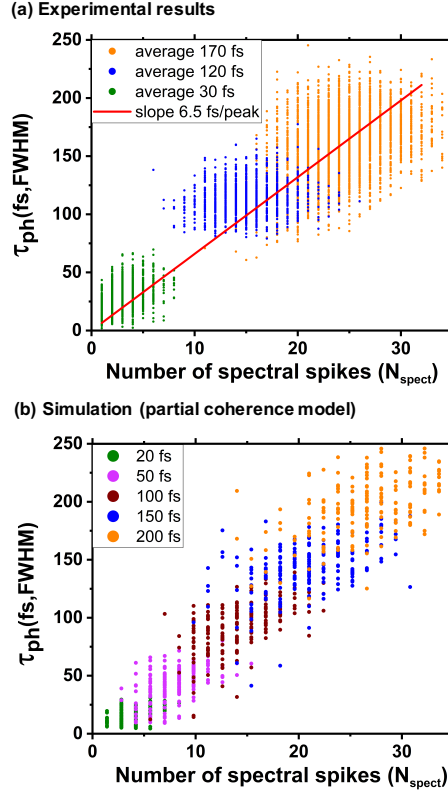 (a) Experimental results
250
200
150
100
50
0
average 170 fs
average 120 fs
average 30 fs
slope 6.5 fs/peak
τph(fs,FWHM)
0
10
20
30
Number of spectral spikes (Nspect)
(b) Simulation (partial coherence model)
250
200
150
100
50
0
20 fs
50 fs
100 fs
150 fs
200 fs
τph(fs,FWHM)
0
10
20
30
Number of spectral spikes (Nspect)